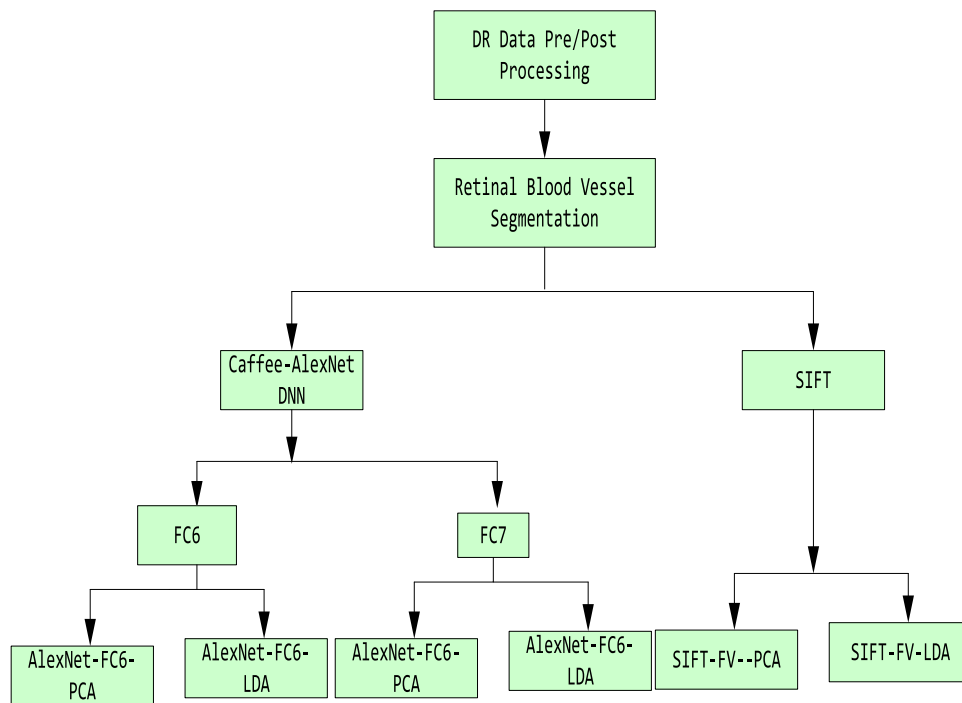 DR Data Pre/Post
Processing
Retinal Blood Vessel
Segmentation
Caffee-AlexNet
DNN
SIFT
FC6
FC7
AlexNet-FC6-
PCA
AlexNet-FC6-
LDA
AlexNet-FC6-
PCA
AlexNet-FC6-
LDA
SIFT-FV--PCA
SIFT-FV-LDA